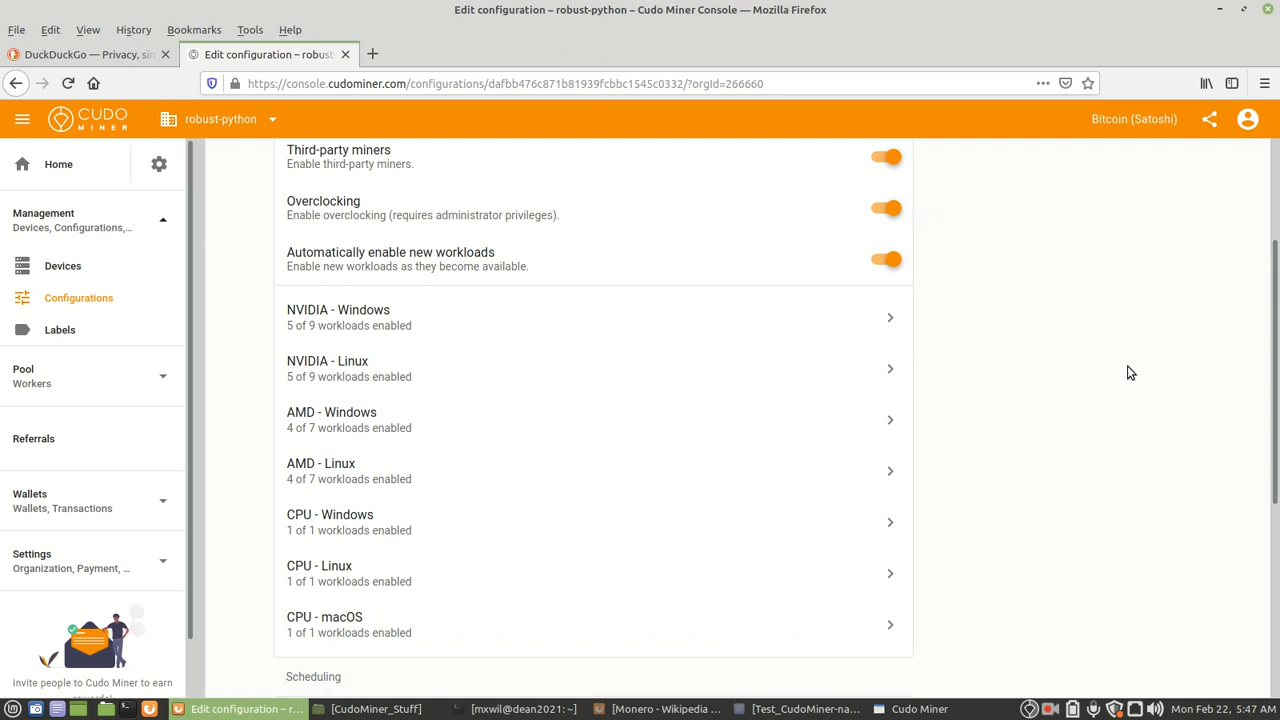 Edit configuration – robust-python – Cudo Miner Console — Mozilla Firefox
File Edit View History Bookmarks Tools Help
DuckDuckGo — Privacy, sim
Edit configuration – robust-
https://console.cudominer.com/configurations/dafbb476c871b81939fcbbc1545c0332/?orgId=266660
CUDO
MINER
robust-python
Bitcoin (Satoshi)
Home
Management
Devices, Configurations,...
Devices
Configurations
Labels
Pool
Workers
Referrals
Wallets
Wallets, Transactions
Settings
Organization, Payment, ...
Invite people to Cudo Miner to earn
Third-party miners
Enable third-party miners.
Overclocking
Enable overclocking (requires administrator privileges).
Automatically enable new workloads
Enable new workloads as they become available.
NVIDIA - Windows
5 of 9 workloads enabled
NVIDIA - Linux
5 of 9 workloads enabled
AMD - Windows
4 of 7 workloads enabled
AMD - Linux
4 of 7 workloads enabled
CPU - Windows
1 of 1 workloads enabled
CPU - Linux
1 of 1 workloads enabled
CPU - macOS
1 of 1 workloads enabled
Scheduling
Edit configuration – r...
[CudoMiner_Stuff]
[mxwil@dean2021: ~]
[Monero - Wikipedia ...
[Test_CudoMiner-na...
Cudo Miner
Mon Feb 22, 5:47 AM